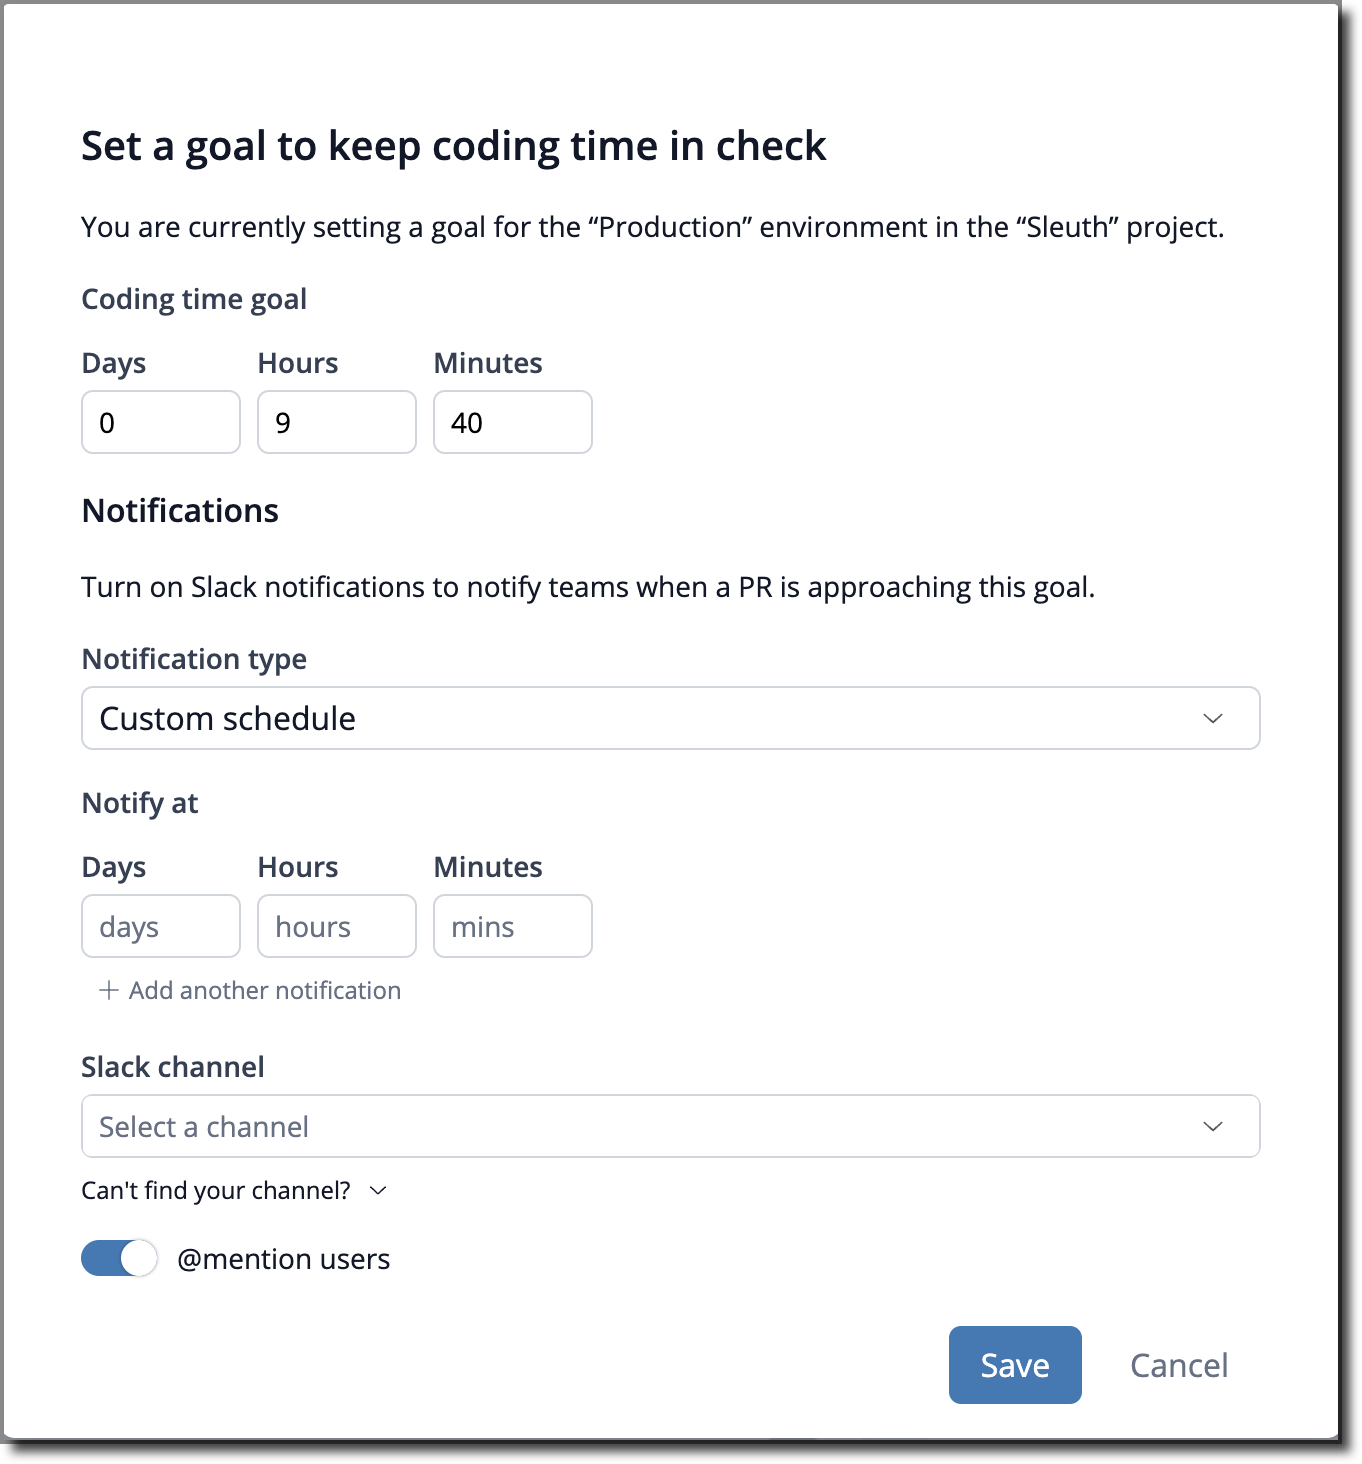 Set a goal to keep coding time in check
You are currently setting a goal for the “Production” environment in the “Sleuth” project.
Coding time goal
Days Hours Minutes
0 9 40
Notifications
Turn on Slack notifications to notify teams when a PR is approaching this goal.
Notification type
Custom schedule
Notify at
Days Hours Minutes
days hours mins
+ Add another notification
Slack channel
Select a channel
Can't find your channel?
@mention users
Save Cancel